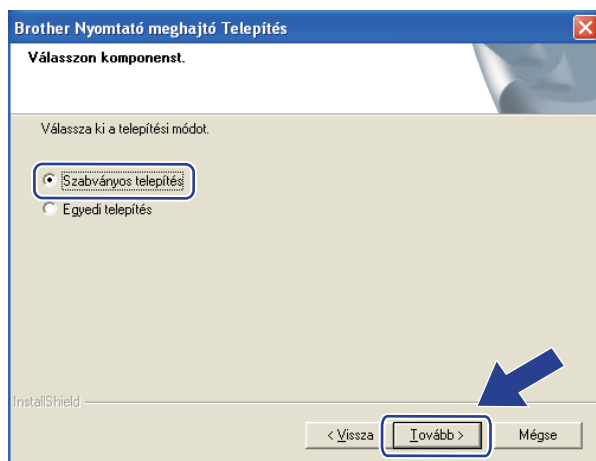 Brother Nyomtató meghajtó Telepítés
Válasszon komponenst.
Válassza ki a telepítési módot.
Szabványos telepítés
Egyedi telepítés
InstallShield
< Vissza Tovább > Mégse